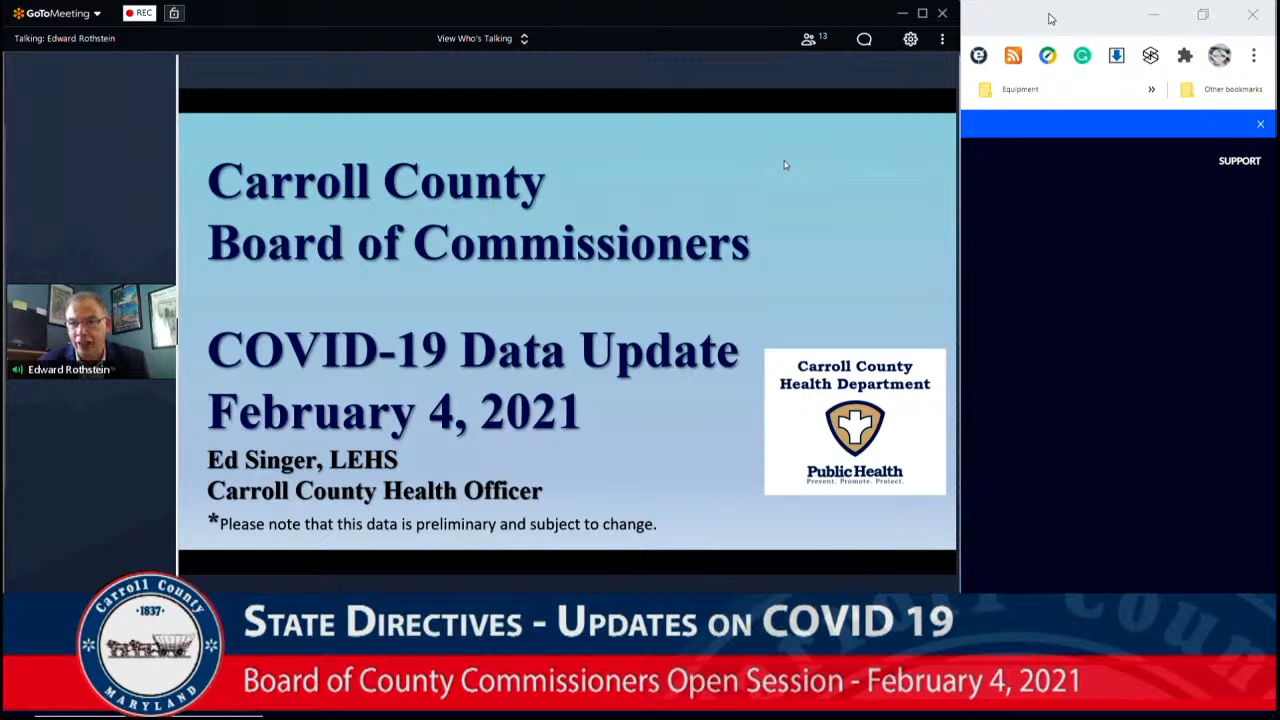 GoToMeeting
REC
Talking: Edward Rothstein
View Who's Talking
13
Equipment
»
Other bookmarks
SUPPORT
Carroll County
Board of Commissioners
COVID-19 Data Update
February 4, 2021
Ed Singer, LEHS
Carroll County Health Officer
*Please note that this data is preliminary and subject to change.
Carroll County
Health Department
Public Health
Prevent. Promote. Protect.
Edward Rothstein
Carroll County
·1837·
MARYLAND
STATE DIRECTIVES - UPDATES ON COVID 19
Board of County Commissioners Open Session - February 4, 2021